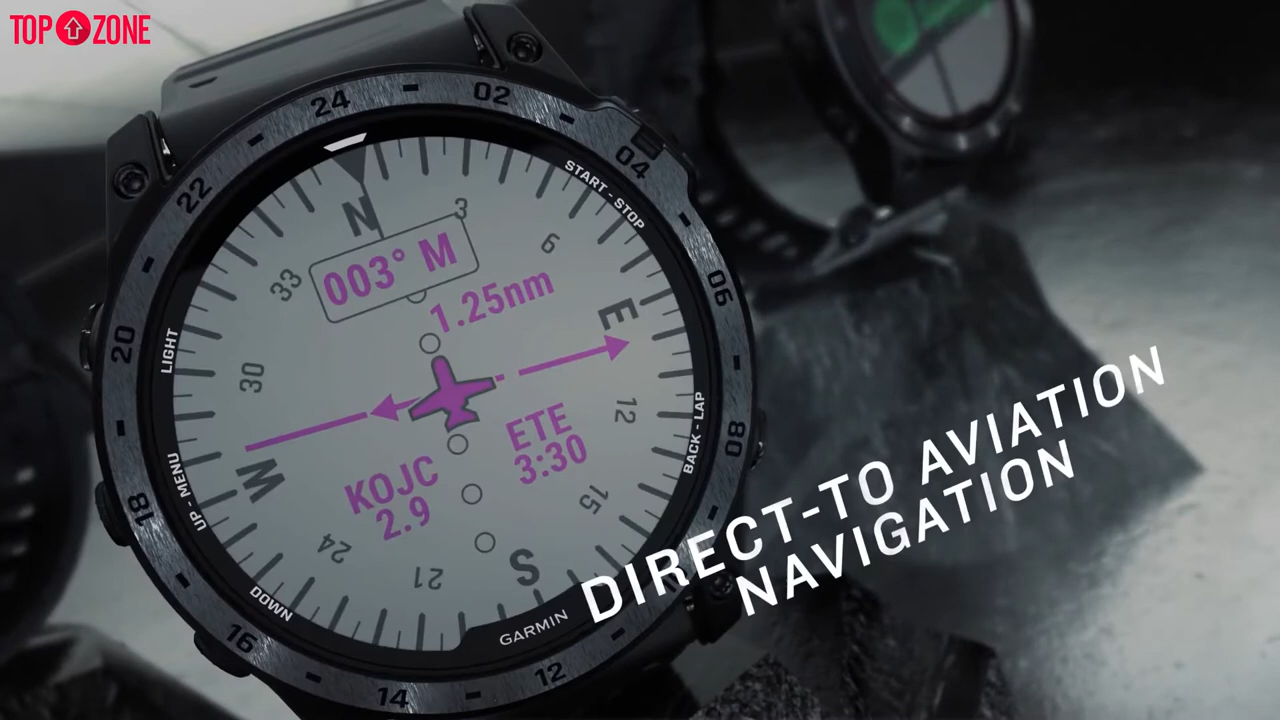 TOP ZONE
24
02
04
06
08
12
14
16
18
20
22
START - STOP
LIGHT
UP - MENU
DOWN
BACK - LAP
GARMIN
N
3
6
E
12
15
S
21
24
W
30
33
003° M
1.25nm
ETE
3:30
KOJC
2.9
DIRECT-TO AVIATION
NAVIGATION